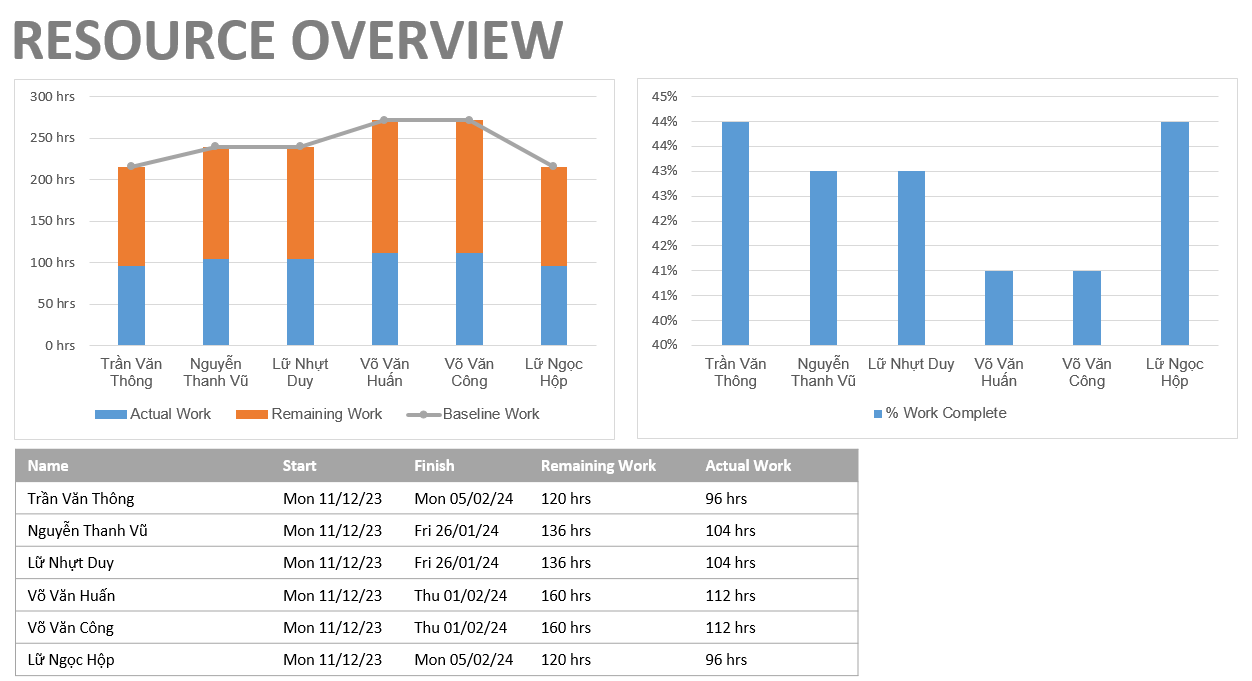 RESOURCE OVERVIEW
300 hrs
250 hrs
200 hrs
150 hrs
100 hrs
50 hrs
0 hrs
Trần Văn
Thông
Nguyễn
Thanh Vũ
Lữ Nhựt
Duy
Võ Văn
Huấn
Võ Văn
Công
Lữ Ngọc
Hộp
Actual Work
Remaining Work
Baseline Work
45%
44%
44%
43%
43%
42%
42%
41%
41%
40%
40%
Trần Văn
Thông
Nguyễn
Thanh Vũ
Lữ Nhựt Duy
Võ Văn
Huấn
Võ Văn
Công
Lữ Ngọc
Hộp
% Work Complete
Name Start Finish Remaining Work Actual Work
Trần Văn Thông Mon 11/12/23 Mon 05/02/24 120 hrs 96 hrs
Nguyễn Thanh Vũ Mon 11/12/23 Fri 26/01/24 136 hrs 104 hrs
Lữ Nhựt Duy Mon 11/12/23 Fri 26/01/24 136 hrs 104 hrs
Võ Văn Huấn Mon 11/12/23 Thu 01/02/24 160 hrs 112 hrs
Võ Văn Công Mon 11/12/23 Thu 01/02/24 160 hrs 112 hrs
Lữ Ngọc Hộp Mon 11/12/23 Mon 05/02/24 120 hrs 96 hrs